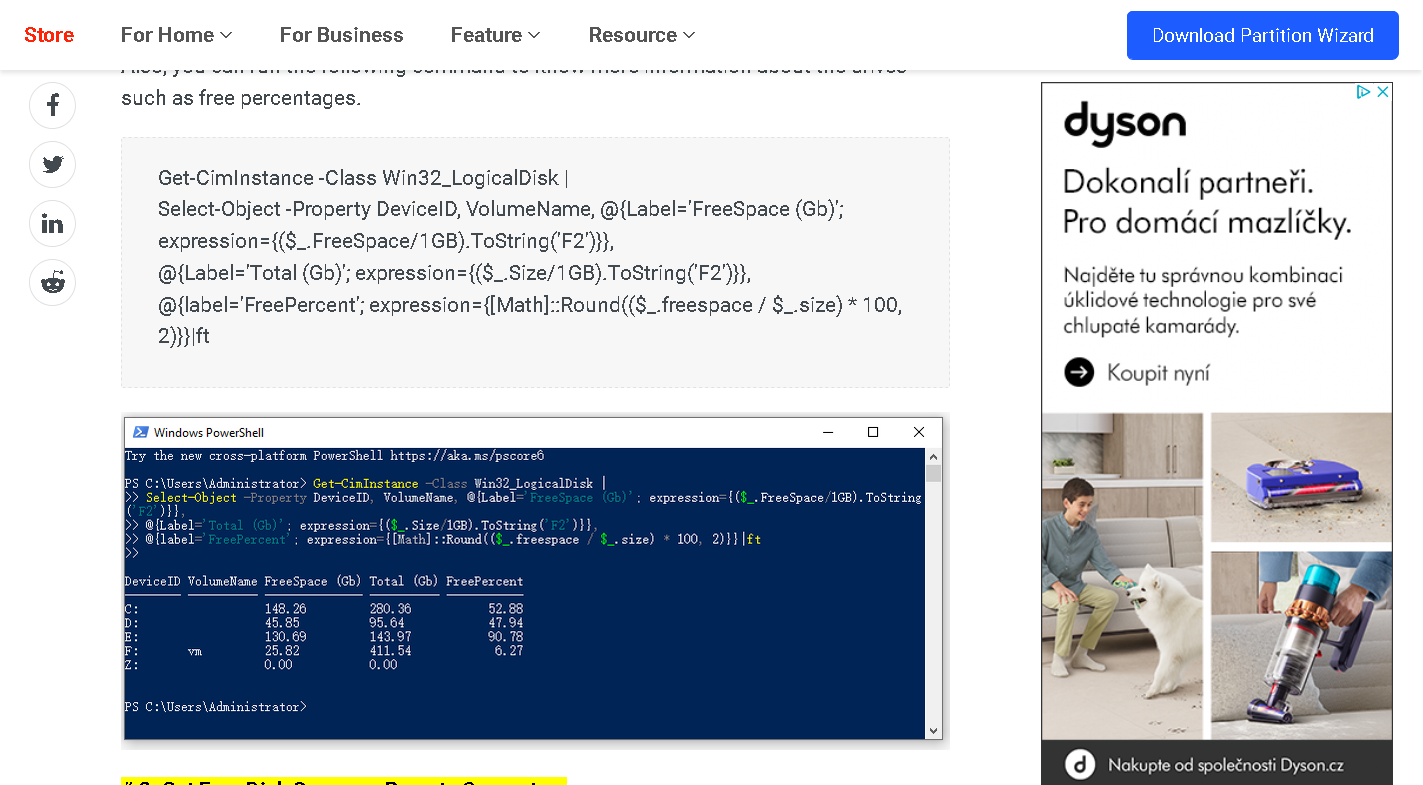 Store
For Home
For Business
Feature
Resource
Download Partition Wizard
such as free percentages.
Get-CimInstance -Class Win32_LogicalDisk |
Select-Object -Property DeviceID, VolumeName, @{Label='FreeSpace (Gb)';
expression={($_.FreeSpace/1GB).ToString('F2')}},
@{Label='Total (Gb)'; expression={($_.Size/1GB).ToString('F2')}},
@{label='FreePercent'; expression={[Math]::Round(($_.freespace / $_.size) * 100,
2)}}|ft
Windows PowerShell
Try the new cross-platform PowerShell https://aka.ms/pscore6
PS C:\Users\Administrator> Get-CimInstance -Class Win32_LogicalDisk |
>> Select-Object -Property DeviceID, VolumeName, @{Label='FreeSpace (Gb)'; expression={($_.FreeSpace/1GB).ToString
('F2')}},
>> @{Label='Total (Gb)'; expression={($_.Size/1GB).ToString('F2')}},
>> @{label='FreePercent'; expression={[Math]::Round(($_.freespace / $_.size) * 100, 2)}}|ft
>>
DeviceID VolumeName FreeSpace (Gb) Total (Gb) FreePercent
C: 148.26 280.36 52.88
D: 45.85 95.64 47.94
E: 130.69 143.97 90.78
F: vm 25.82 411.54 6.27
Z: 0.00 0.00
PS C:\Users\Administrator>
dyson
Dokonalí partneři.
Pro domácí mazlíčky.
Najděte tu správnou kombinaci
úklidové technologie pro své
chlupaté kamarády.
Koupit nyní
Nakupte od společnosti Dyson.cz